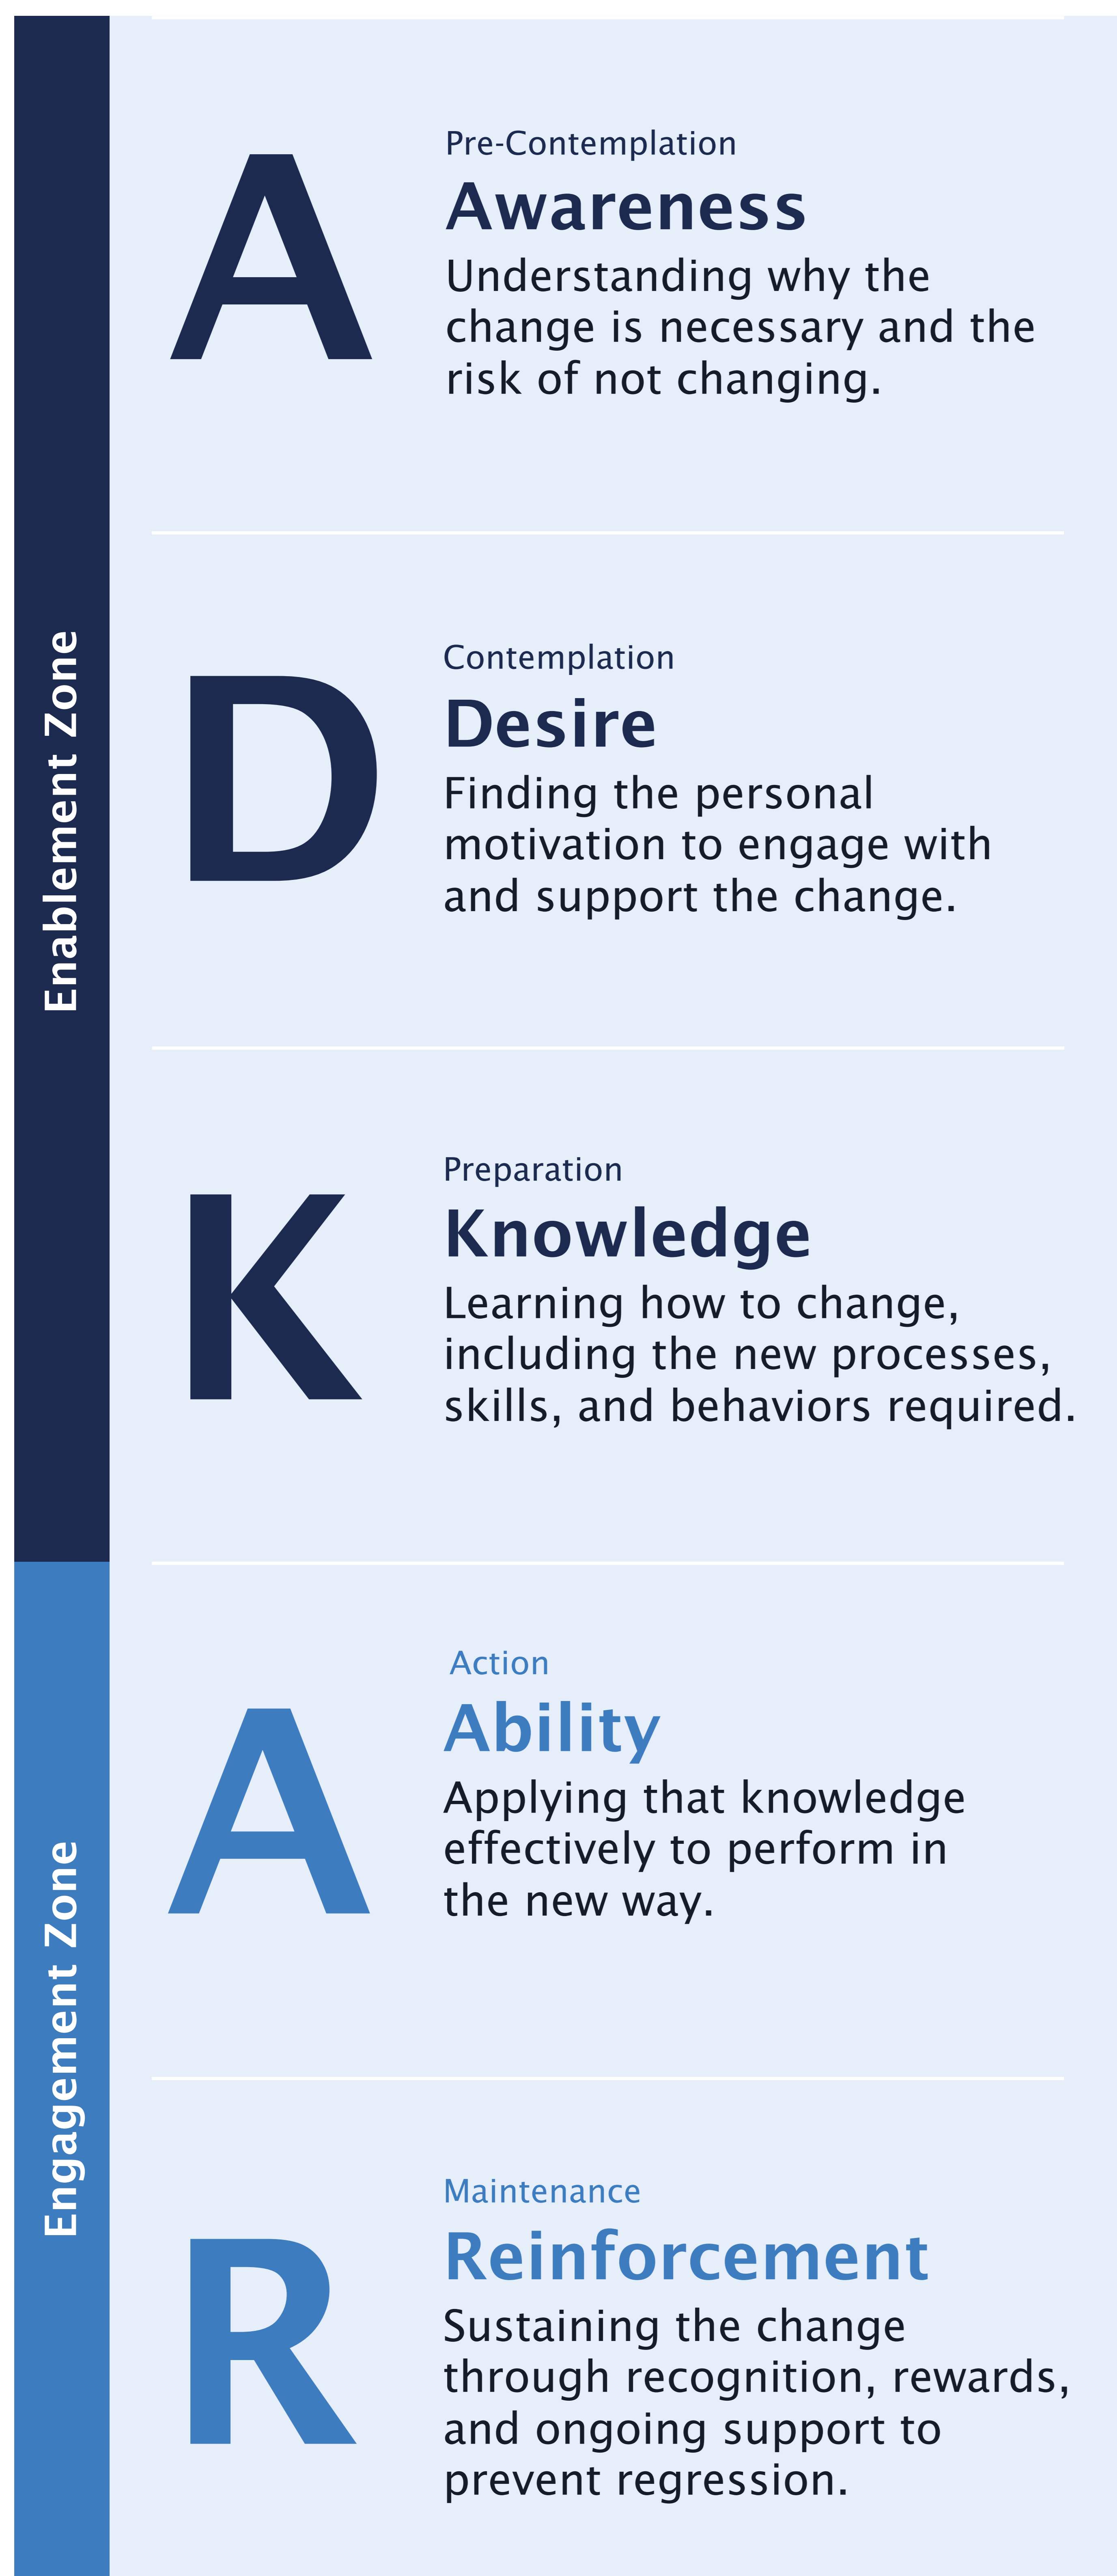 Enablement Zone
A
Pre-Contemplation
Awareness
Understanding why the
change is necessary and the
risk of not changing.
D
Contemplation
Desire
Finding the personal
motivation to engage with
and support the change.
K
Preparation
Knowledge
Learning how to change,
including the new processes,
skills, and behaviors required.
Engagement Zone
A
Action
Ability
Applying that knowledge
effectively to perform in
the new way.
R
Maintenance
Reinforcement
Sustaining the change
through recognition, rewards,
and ongoing support to
prevent regression.